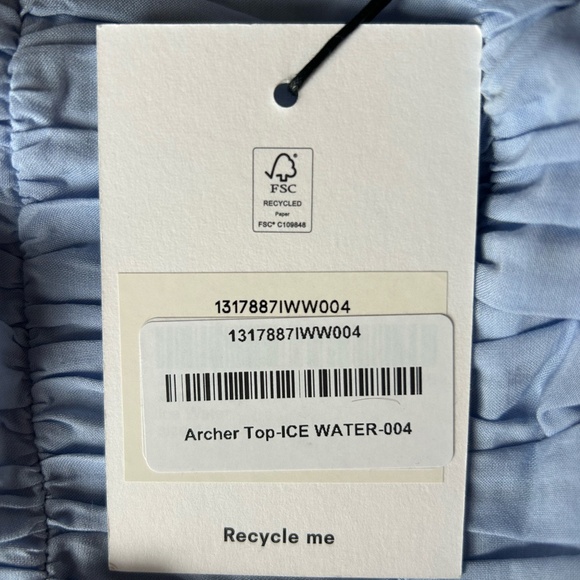 FSC
RECYCLED
Paper
FSC® C109848
1317887IWW004
1317887IWW004
Archer Top-ICE WATER-004
Recycle me